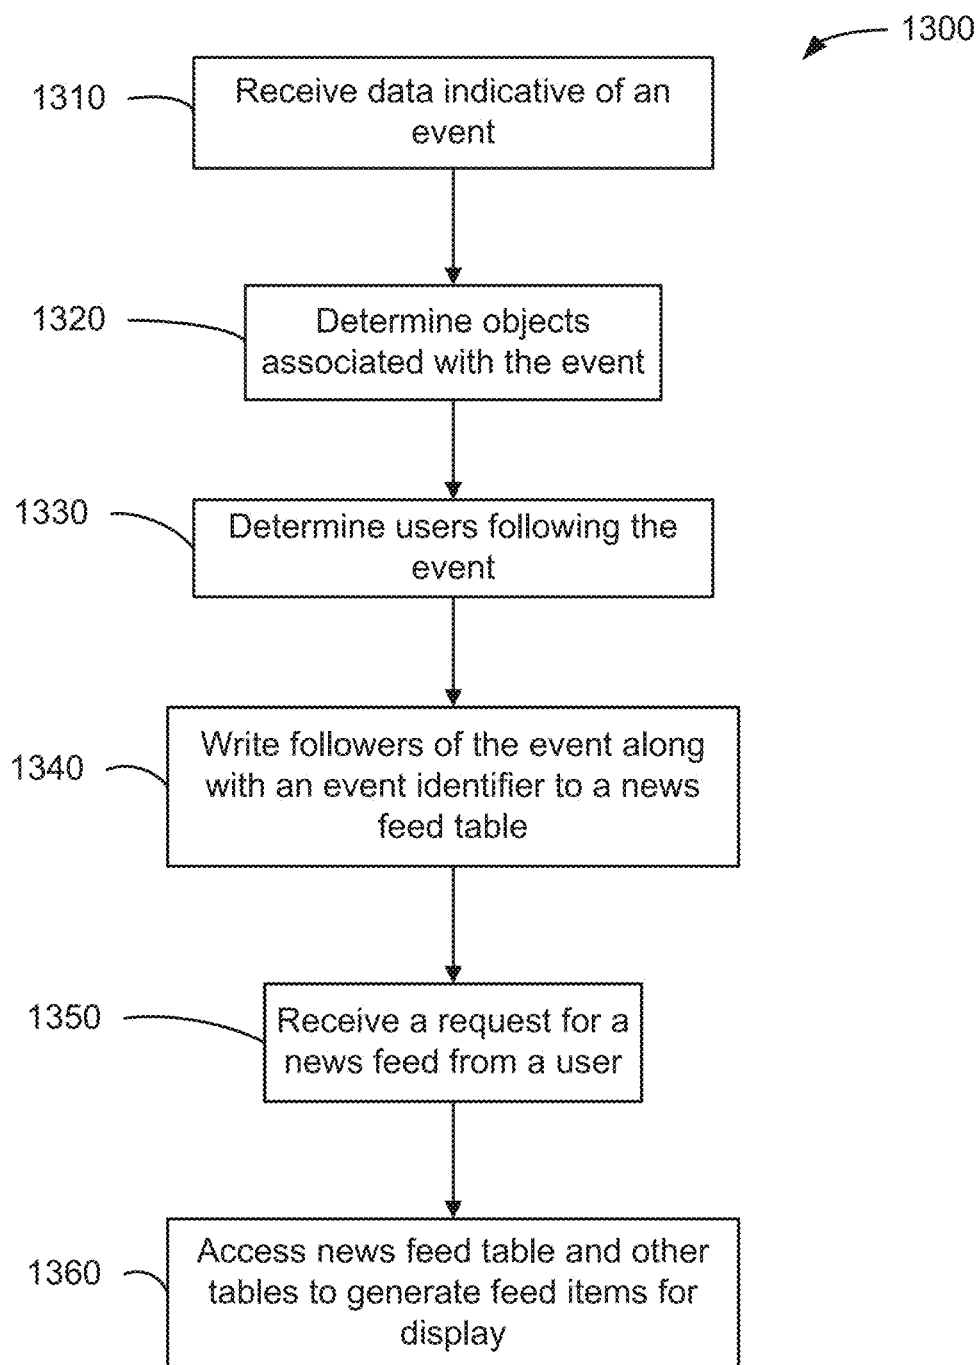 1300
1310
Receive data indicative of an
event
1320
Determine objects
associated with the event
1330
Determine users following the
event
1340
Write followers of the event along
with an event identifier to a news
feed table
1350
Receive a request for a
news feed from a user
1360
Access news feed table and other
tables to generate feed items for
display